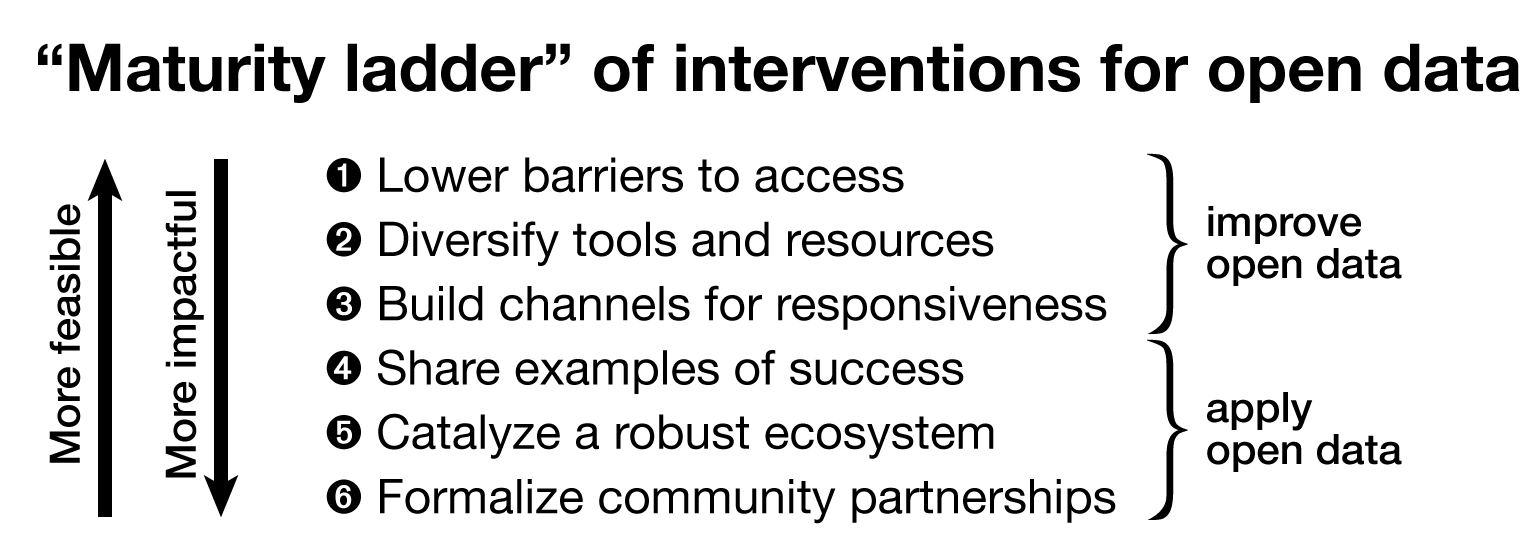 “Maturity ladder” of interventions for open data
More feasible
More impactful
❶ Lower barriers to access
❷ Diversify tools and resources
❸ Build channels for responsiveness
❹ Share examples of success
❺ Catalyze a robust ecosystem
❻ Formalize community partnerships
improve
open data
apply
open data